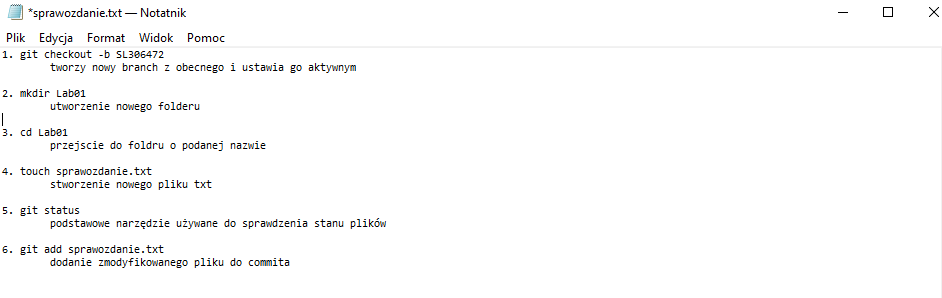 *sprawozdanie.txt — Notatnik
Plik Edycja Format Widok Pomoc
1. git checkout -b SL306472
tworzy nowy branch z obecnego i ustawia go aktywnym
2. mkdir Lab01
utworzenie nowego folderu
3. cd Lab01
przejscie do foldru o podanej nazwie
4. touch sprawozdanie.txt
stworzenie nowego pliku txt
5. git status
podstawowe narzędzie używane do sprawdzenia stanu plików
6. git add sprawozdanie.txt
dodanie zmodyfikowanego pliku do commita